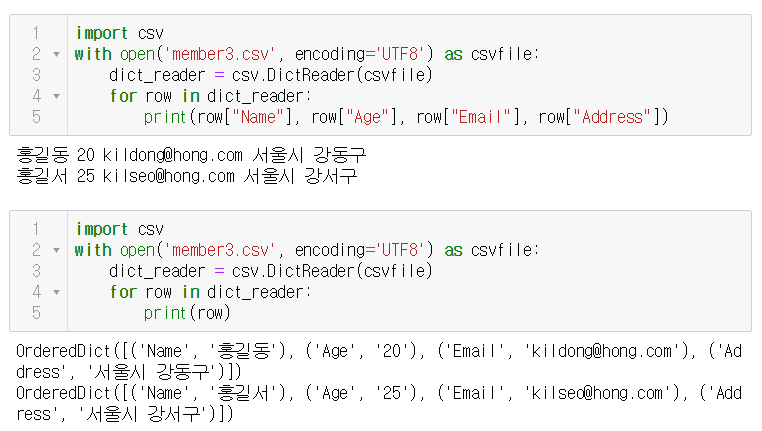 1 import csv
2 with open('member3.csv', encoding='UTF8') as csvfile:
3 dict_reader = csv.DictReader(csvfile)
4 for row in dict_reader:
5 print(row["Name"], row["Age"], row["Email"], row["Address"])
홍길동 20 kildong@hong.com 서울시 강동구
홍길서 25 kilseo@hong.com 서울시 강서구
1 import csv
2 with open('member3.csv', encoding='UTF8') as csvfile:
3 dict_reader = csv.DictReader(csvfile)
4 for row in dict_reader:
5 print(row)
OrderedDict([('Name', '홍길동'), ('Age', '20'), ('Email', 'kildong@hong.com'), ('Ad
dress', '서울시 강동구')])
OrderedDict([('Name', '홍길서'), ('Age', '25'), ('Email', 'kilseo@hong.com'), ('Add
ress', '서울시 강서구')])